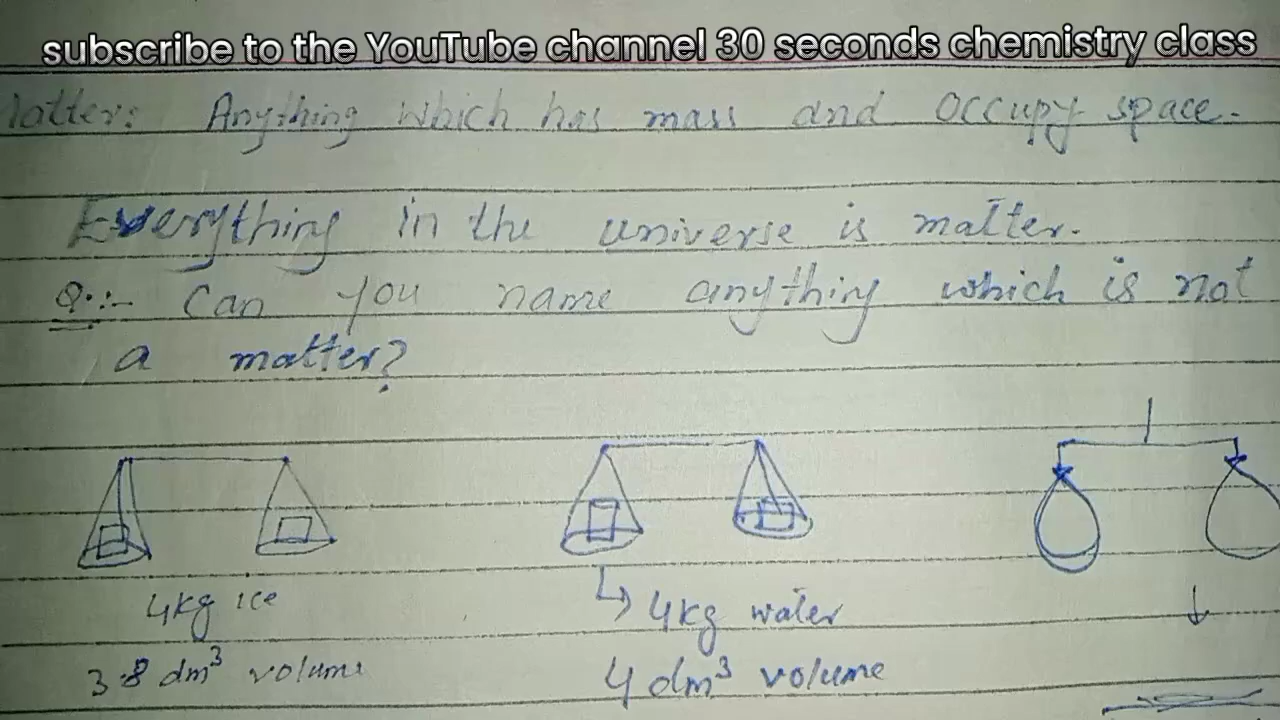 subscribe to the YouTube channel 30 seconds chemistry class
latter: Anything which has mass and occupy space.
Everything in the universe is matter.
Q.:- Can you name anything which is not
a matter?
4kg ice
4kg water
3.8 dm³ volume
4 dm³ volume